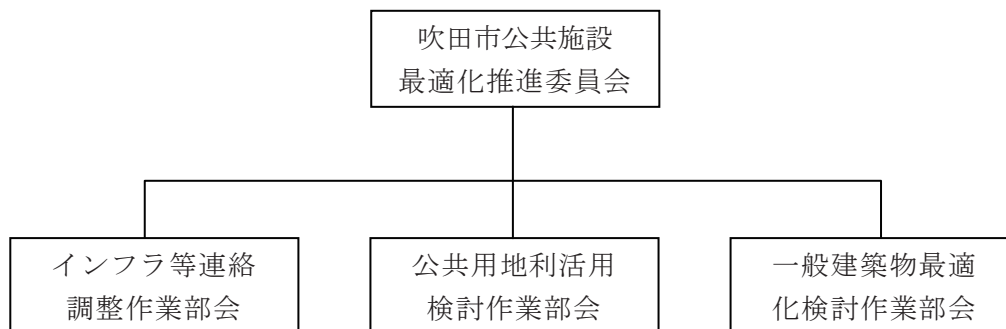 吹田市公共施設
最適化推進委員会
インフラ等連絡
調整作業部会
公共用地利活用
検討作業部会
一般建築物最適
化検討作業部会